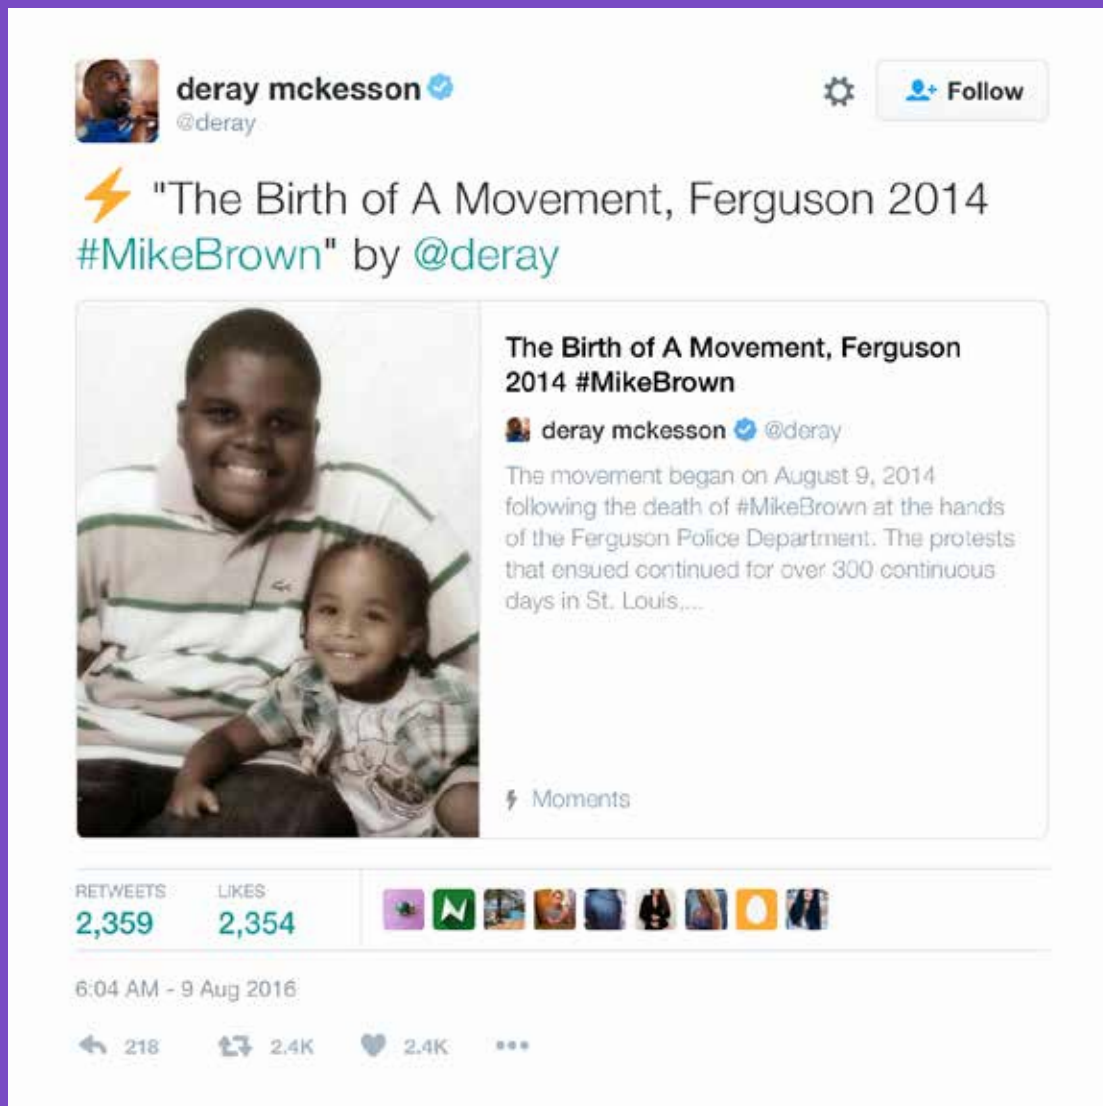 deray mckesson
@deray
Follow
"The Birth of A Movement, Ferguson 2014
#MikeBrown" by @deray
The Birth of A Movement, Ferguson
2014 #MikeBrown
deray mckesson @deray
The movement began on August 9, 2014
following the death of #MikeBrown at the hands
of the Ferguson Police Department. The protests
that ensued continued for over 300 continuous
days in St. Louis,...
Moments
RETWEETS LIKES
2,359 2,354
6:04 AM - 9 Aug 2016
218 2.4K 2.4K